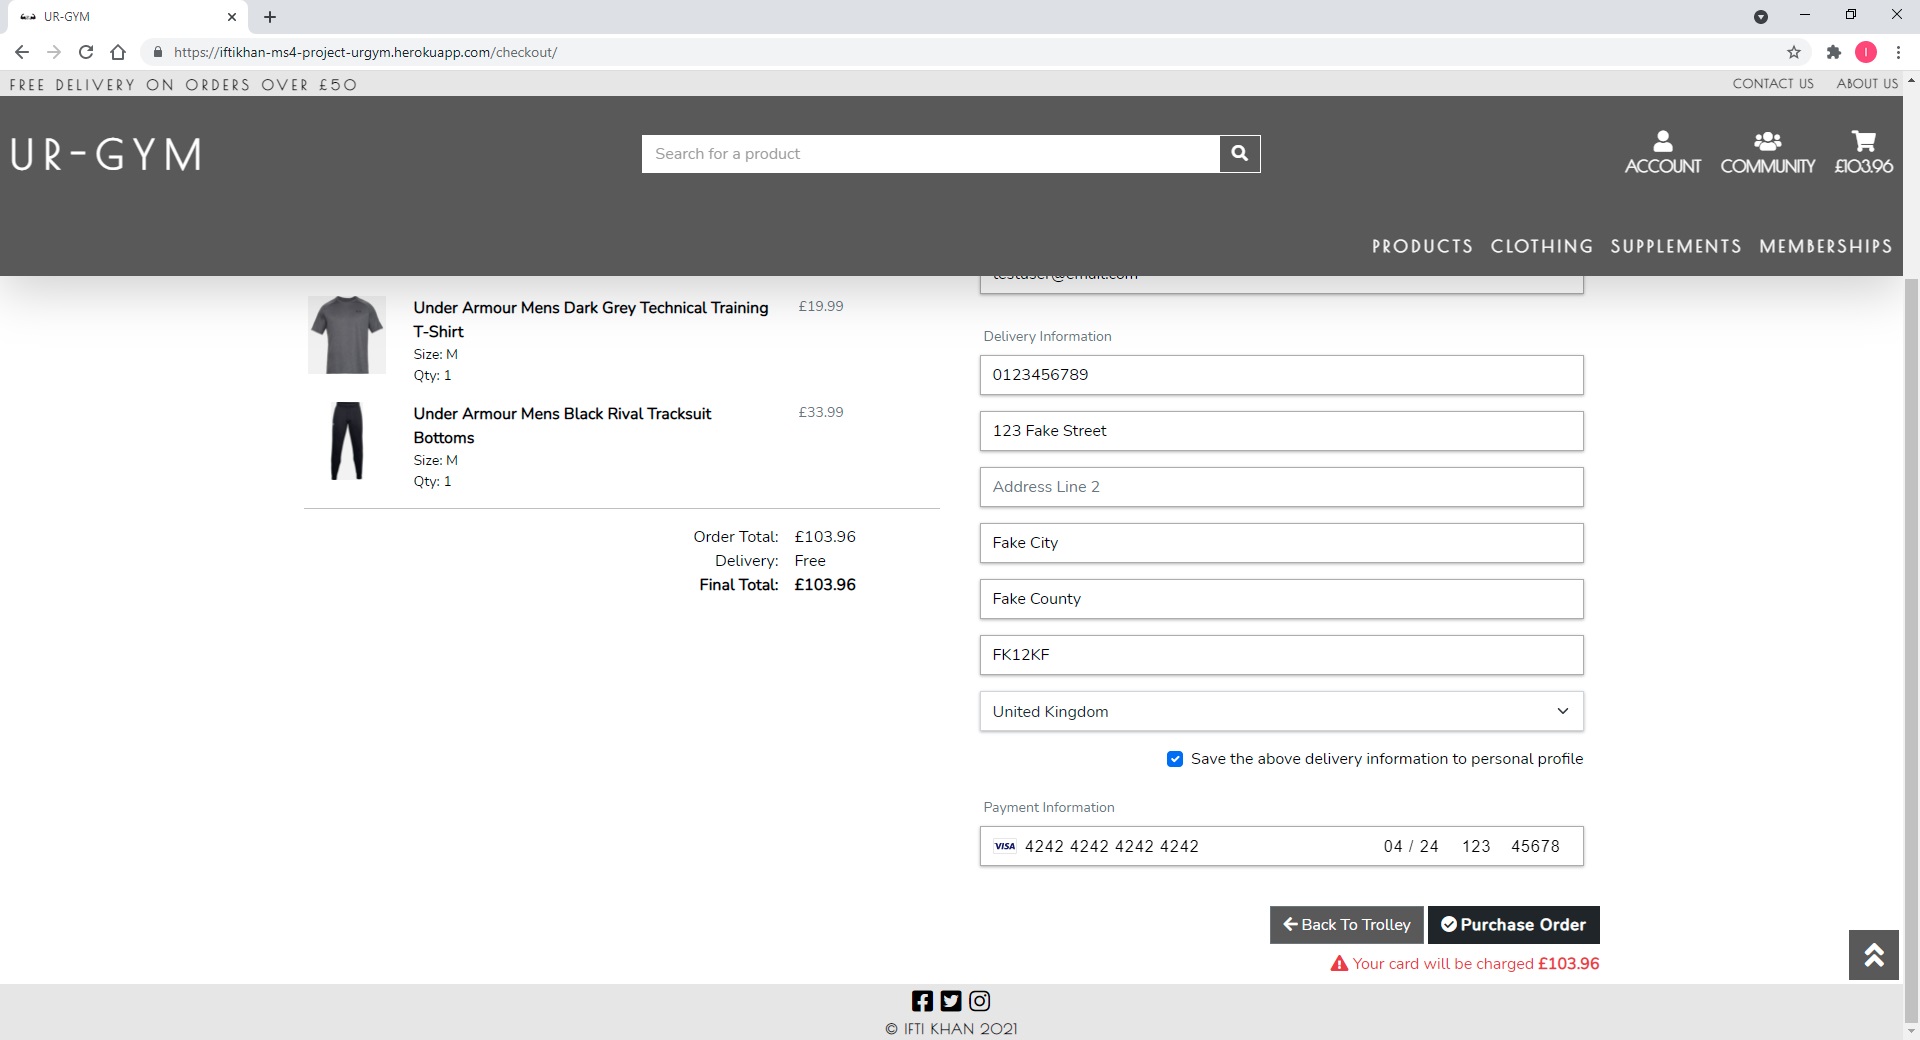 UR-GYM
https://iftikhan-ms4-project-urgym.herokuapp.com/checkout/
I
FREE DELIVERY ON ORDERS OVER £50
CONTACT US
ABOUT US
UR-GYM
Search for a product
ACCOUNT
COMMUNITY
£103.96
PRODUCTS
CLOTHING
SUPPLEMENTS
MEMBERSHIPS
Under Armour Mens Dark Grey Technical Training
T-Shirt
£19.99
Size: M
Qty: 1
Under Armour Mens Black Rival Tracksuit
Bottoms
£33.99
Size: M
Qty: 1
Order Total: £103.96
Delivery: Free
Final Total: £103.96
Delivery Information
0123456789
123 Fake Street
Address Line 2
Fake City
Fake County
FK12KF
United Kingdom
Save the above delivery information to personal profile
Payment Information
VISA 4242 4242 4242 4242 04 / 24 123 45678
Back To Trolley
Purchase Order
Your card will be charged £103.96
© IFTI KHAN 2021